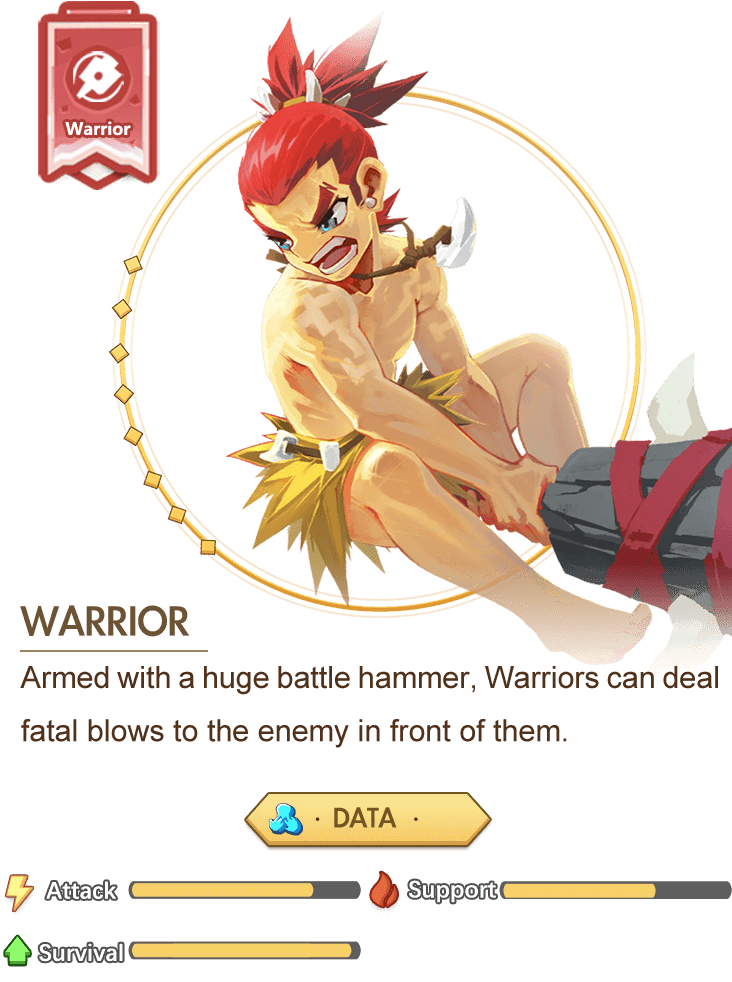 Warrior
WARRIOR
Armed with a huge battle hammer, Warriors can deal
fatal blows to the enemy in front of them.
· DATA ·
Attack
Support
Survival